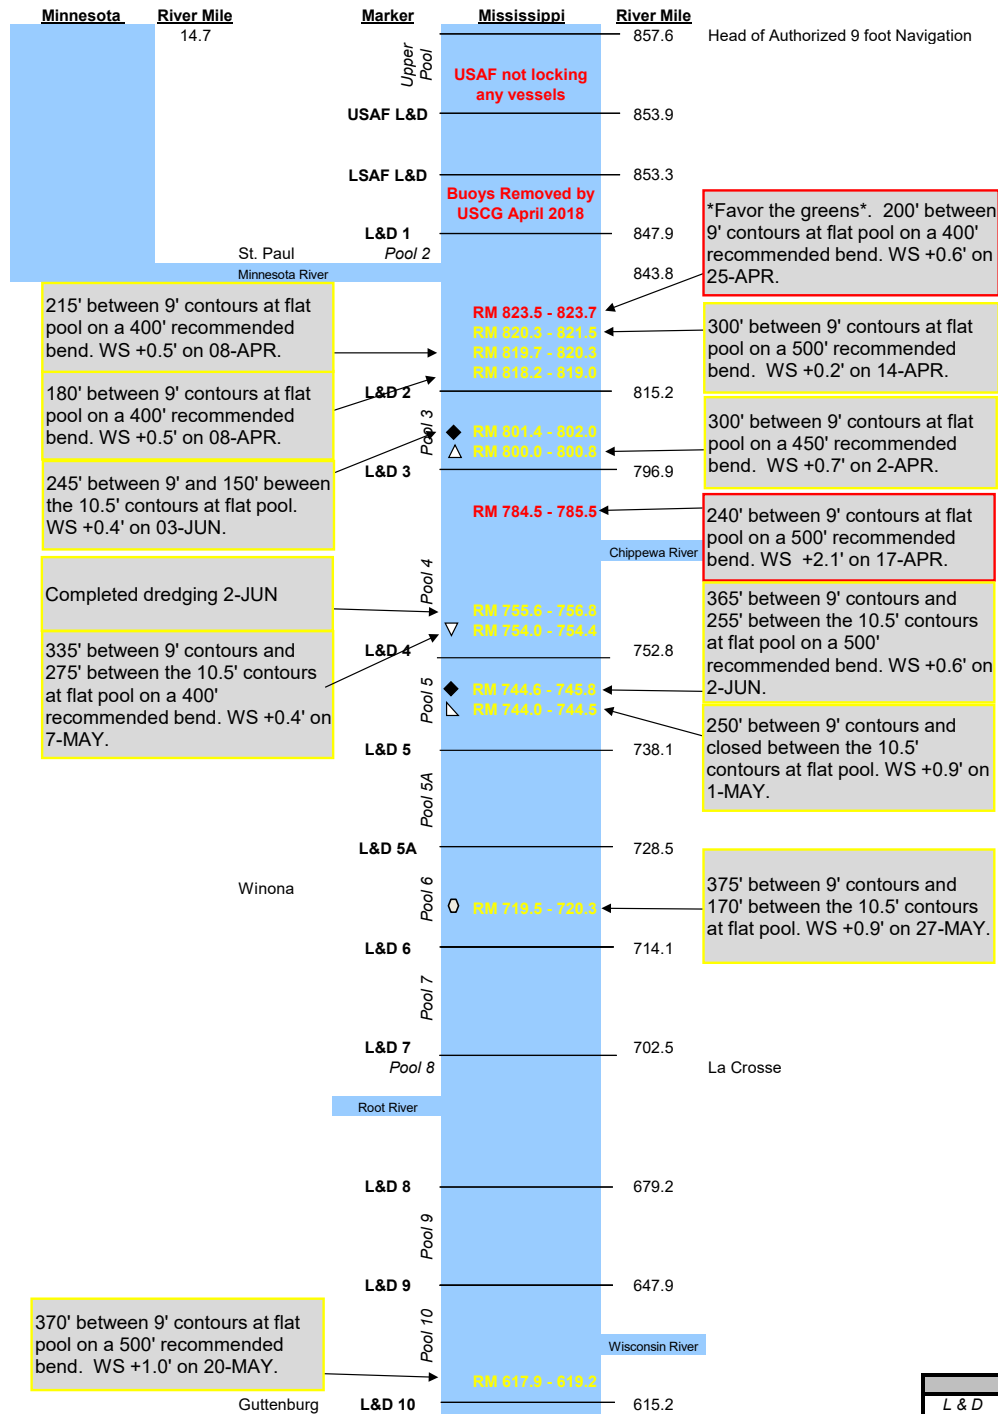 Minnesota River Mile Marker Mississippi River Mile
14.7 857.6 Head of Authorized 9 foot Navigation
Upper
Pool
USAF not locking
any vessels
USAF L&D 853.9
LSAF L&D 853.3
Buoys Removed by
USCG April 2018
L&D 1 847.9
St. Paul Pool 2
Minnesota River 843.8
*Favor the greens*. 200' between
9' contours at flat pool on a 400'
recommended bend. WS +0.6' on
25-APR.
RM 823.5 - 823.7
RM 820.3 - 821.5
RM 819.7 - 820.3
RM 818.2 - 819.0
215' between 9' contours at flat
pool on a 400' recommended
bend. WS +0.5' on 08-APR.
300' between 9' contours at flat
pool on a 500' recommended
bend. WS +0.2' on 14-APR.
180' between 9' contours at flat
pool on a 400' recommended
bend. WS +0.5' on 08-APR.
L&D 2 815.2
Pool 3
RM 801.4 - 802.0
RM 800.0 - 800.8
300' between 9' contours at flat
pool on a 450' recommended
bend. WS +0.7' on 2-APR.
245' between 9' and 150' beween
the 10.5' contours at flat pool.
WS +0.4' on 03-JUN.
L&D 3 796.9
RM 784.5 - 785.5
240' between 9' contours at flat
pool on a 500' recommended
bend. WS +2.1' on 17-APR.
Chippewa River
Pool 4
Completed dredging 2-JUN
RM 755.6 - 756.8
RM 754.0 - 754.4
365' between 9' contours and
255' between the 10.5' contours
at flat pool on a 500'
recommended bend. WS +0.6' on
2-JUN.
335' between 9' contours and
275' between the 10.5' contours
at flat pool on a 400'
recommended bend. WS +0.4' on
7-MAY.
L&D 4 752.8
Pool 5
RM 744.6 - 745.8
RM 744.0 - 744.5
250' between 9' contours and
closed between the 10.5'
contours at flat pool. WS +0.9' on
1-MAY.
L&D 5 738.1
Pool 5A
L&D 5A 728.5
Winona
Pool 6
RM 719.5 - 720.3
375' between 9' contours and
170' between the 10.5' contours
at flat pool. WS +0.9' on 27-MAY.
L&D 6 714.1
Pool 7
L&D 7 702.5
Pool 8 La Crosse
Root River
L&D 8 679.2
Pool 9
L&D 9 647.9
370' between 9' contours at flat
pool on a 500' recommended
bend. WS +1.0' on 20-MAY.
Pool 10
Wisconsin River
RM 617.9 - 619.2
Guttenburg L&D 10 615.2
L & D